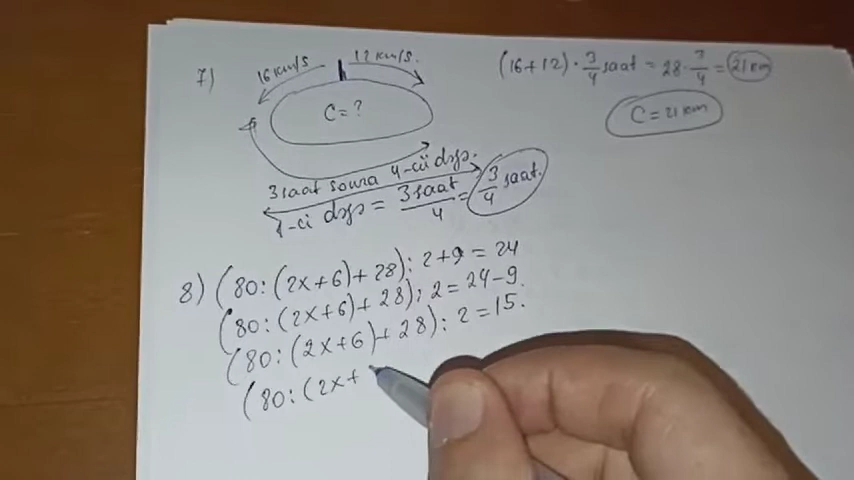 7)
16 km/s 12 km/s.
C = ?
3 saat sonra 4-cü
1-ci = 3 saat / 4 = 3/4 saat.
(16+12) · 3/4 saat = 28 · 3/4 = 21 km
C = 21 km
8) (80:(2x+6)+28):2+9=24
(80:(2x+6)+28):2=24-9.
(80:(2x+6)+28):2=15.
(80:(2x+